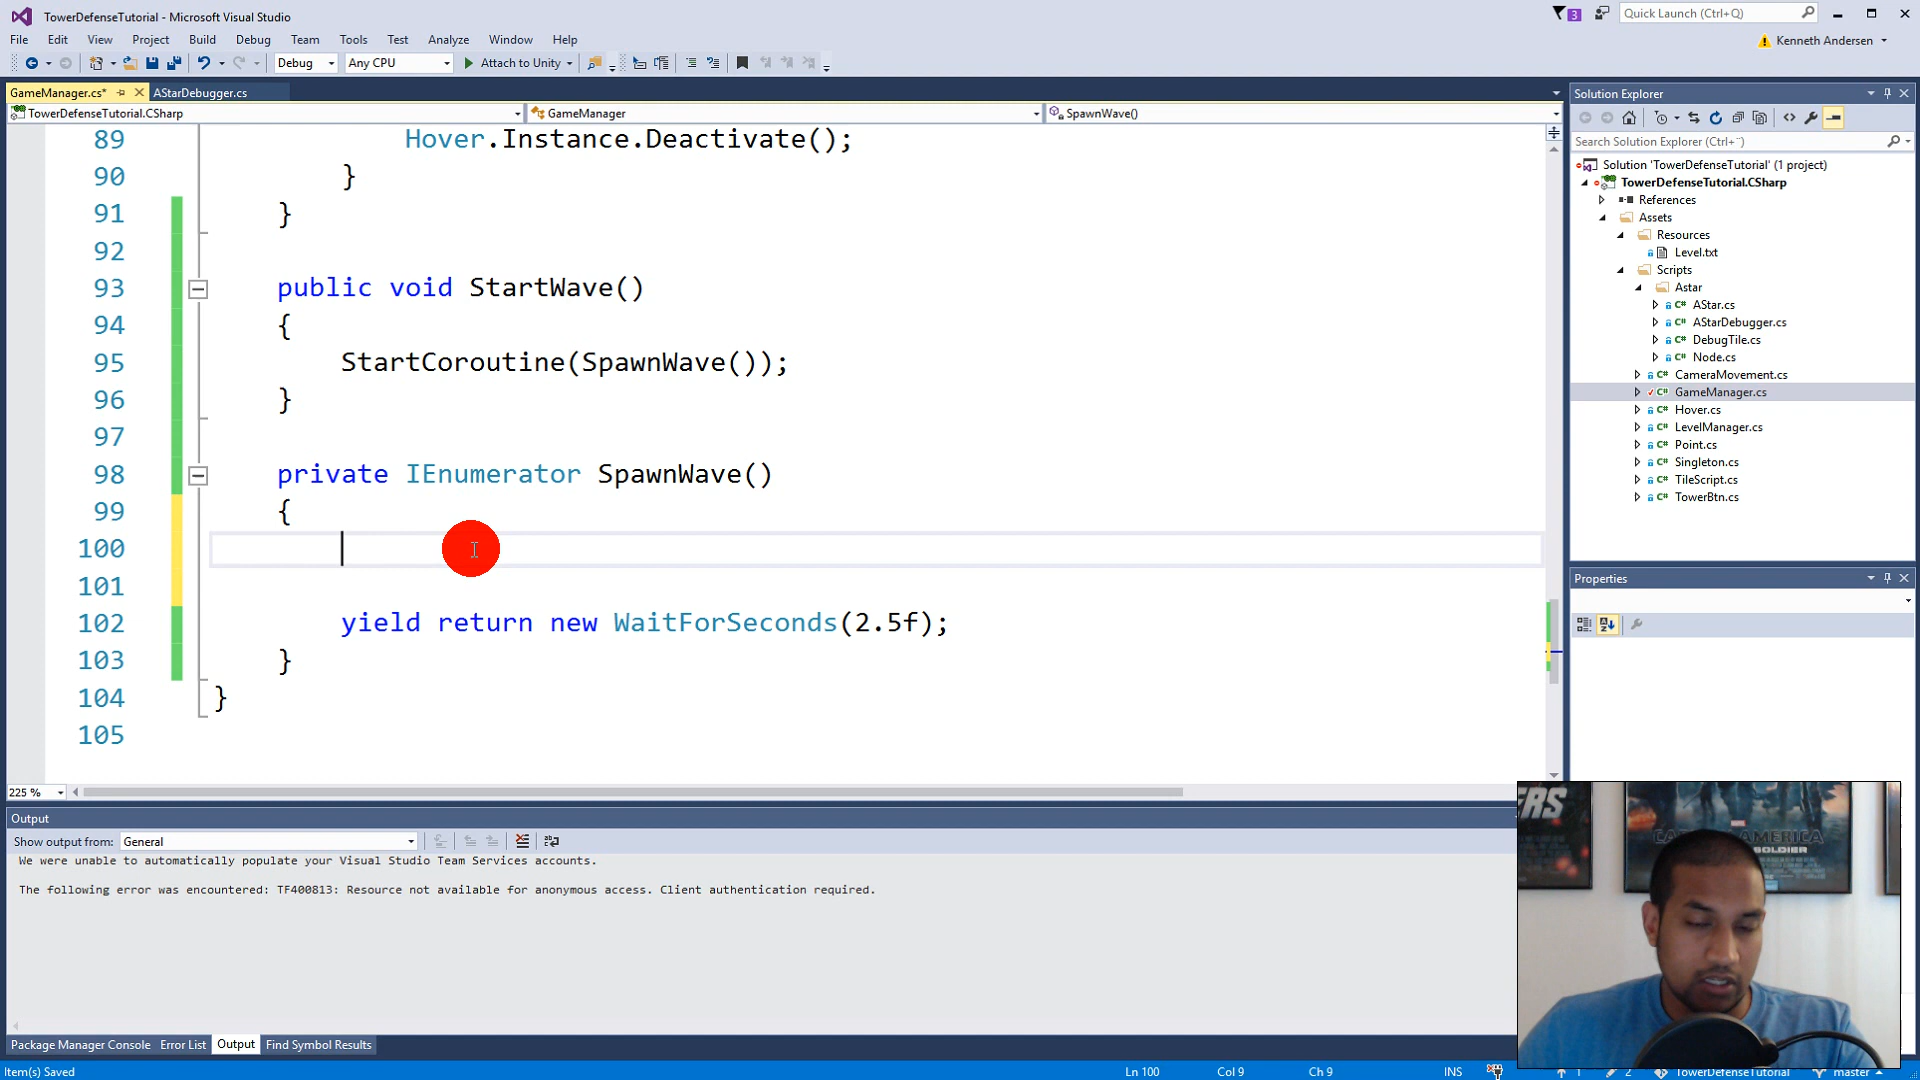 TowerDefenseTutorial - Microsoft Visual Studio
3
Quick Launch (Ctrl+Q)
File Edit View Project Build Debug Team Tools Test Analyze Window Help
Kenneth Andersen
Debug Any CPU Attach to Unity
GameManager.cs* AStarDebugger.cs
TowerDefenseTutorial.CSharp GameManager SpawnWave()
89 Hover.Instance.Deactivate();
90 }
91 }
92
93 public void StartWave()
94 {
95 StartCoroutine(SpawnWave());
96 }
97
98 private IEnumerator SpawnWave()
99 {
100
101
102 yield return new WaitForSeconds(2.5f);
103 }
104 }
105
225 %
Solution Explorer
Search Solution Explorer (Ctrl+¨)
Solution 'TowerDefenseTutorial' (1 project)
TowerDefenseTutorial.CSharp
References
Assets
Resources
Level.txt
Scripts
Astar
AStar.cs
AStarDebugger.cs
DebugTile.cs
Node.cs
CameraMovement.cs
GameManager.cs
Hover.cs
LevelManager.cs
Point.cs
Singleton.cs
TileScript.cs
TowerBtn.cs
Properties
Output
Show output from: General
We were unable to automatically populate your Visual Studio Team Services accounts.
The following error was encountered: TF400813: Resource not available for anonymous access. Client authentication required.
Package Manager Console Error List Output Find Symbol Results
Item(s) Saved Ln 100 Col 9 Ch 9 INS 1 2 TowerDefenseTutorial master